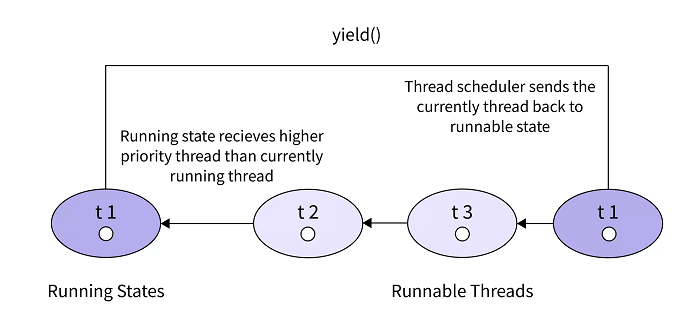 yield()
Thread scheduler sends the
currently thread back to
runnable state
Running state recieves higher
priority thread than currently
running thread
t 1
t 2
t 3
t 1
Running States
Runnable Threads